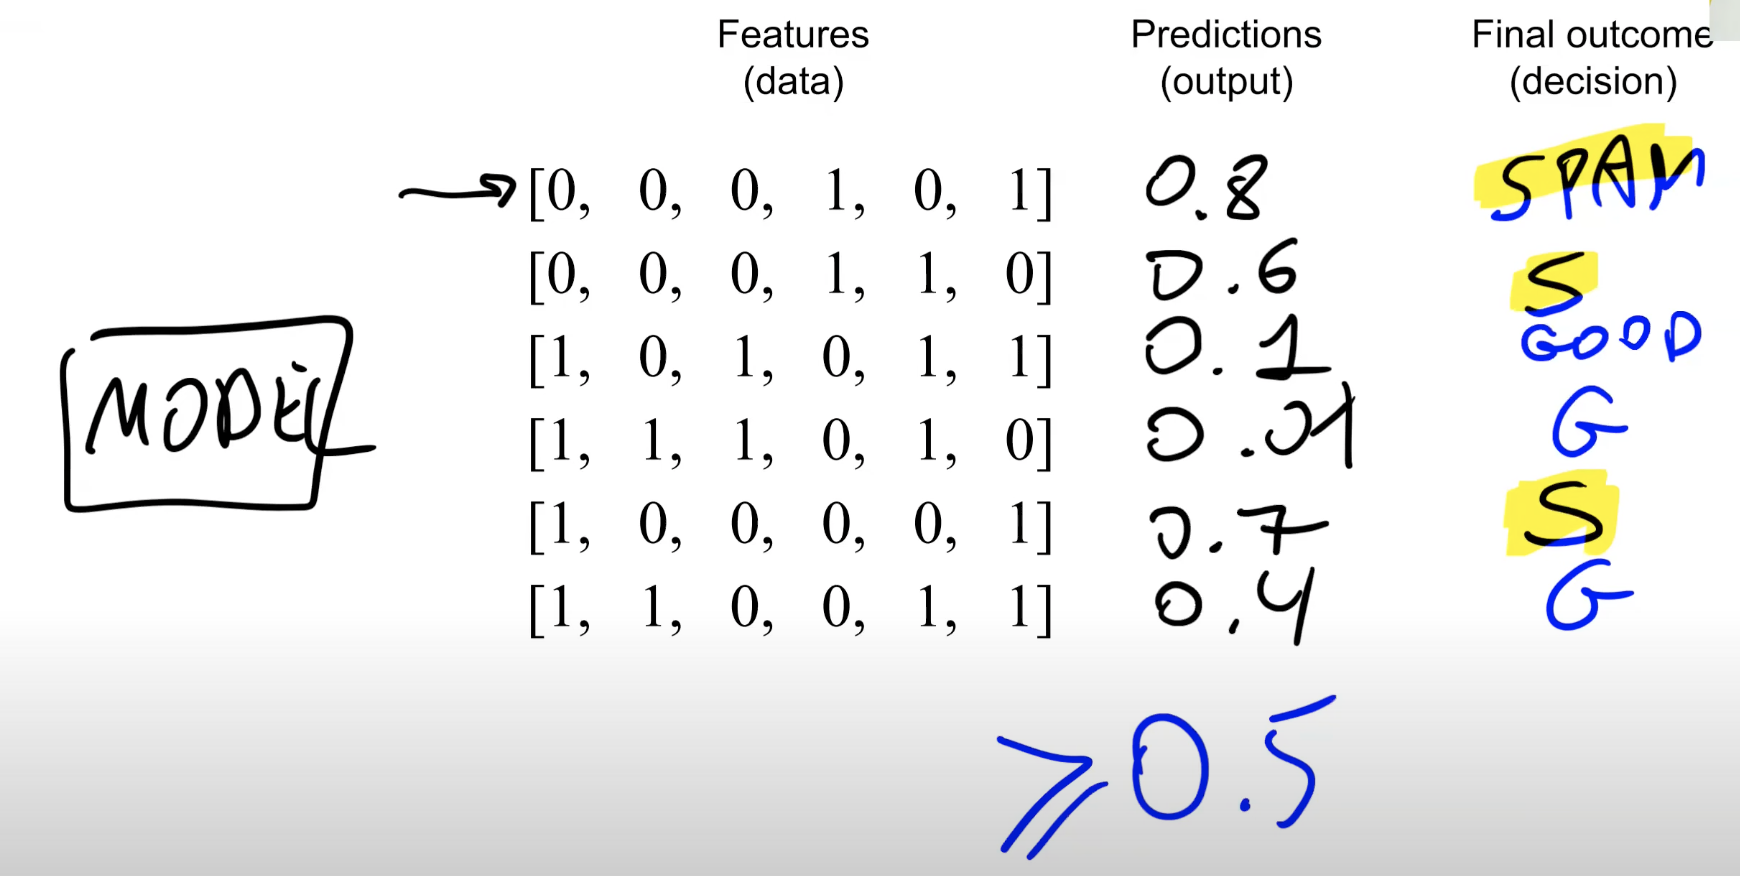 Features Predictions Final outcome
(data) (output) (decision)
[0, 0, 0, 1, 0, 1] 0.8 SPAM
[0, 0, 0, 1, 1, 0] 0.6 S
[1, 0, 1, 0, 1, 1] 0.1 GOOD
MODEL [1, 1, 1, 0, 1, 0] 0.01 G
[1, 0, 0, 0, 0, 1] 0.7 S
[1, 1, 0, 0, 1, 1] 0.4 G
⩾0.5